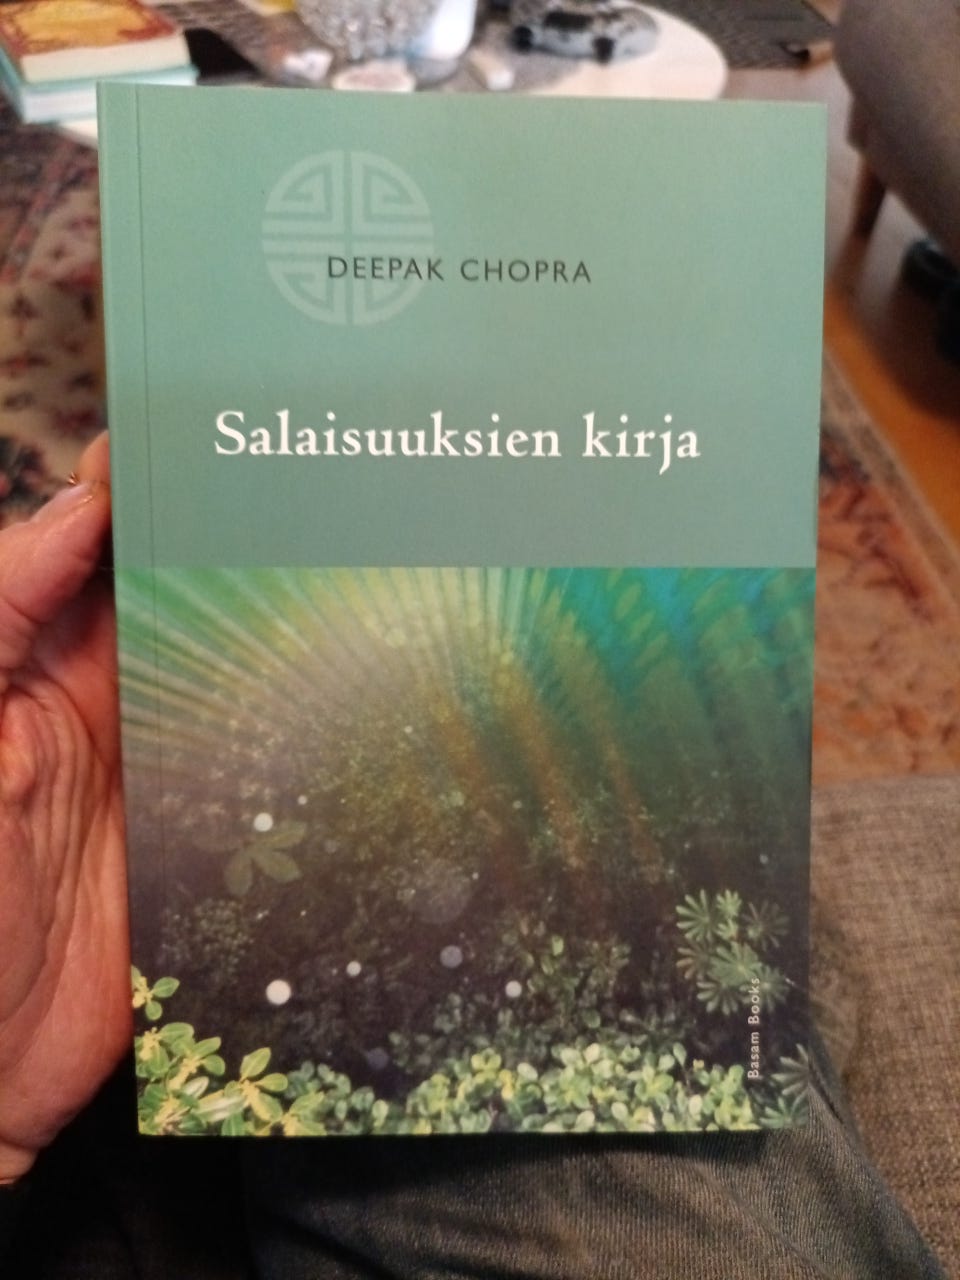 DEEPAK CHOPRA
Salaisuuksien kirja
Basam Books